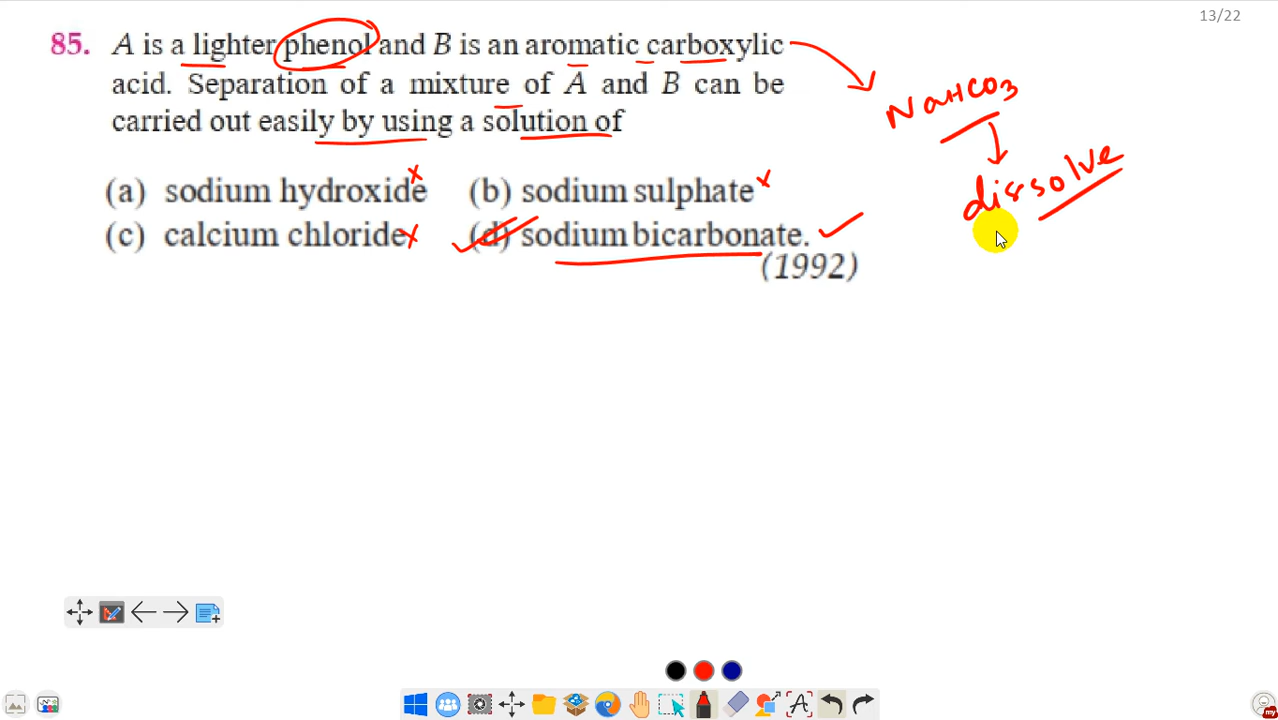 13/22
85. A is a lighter phenol and B is an aromatic carboxylic
acid. Separation of a mixture of A and B can be
carried out easily by using a solution of
NaHCO3
dissolve
(a) sodium hydroxide x (b) sodium sulphate x
(c) calcium chloride x (d) sodium bicarbonate.
(1992)
A
my